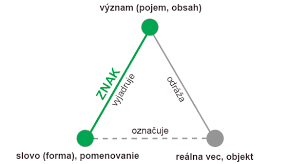 význam (pojem, obsah)
ZNAK
vyjadruje
odráža
označuje
slovo (forma), pomenovanie
reálna vec, objekt